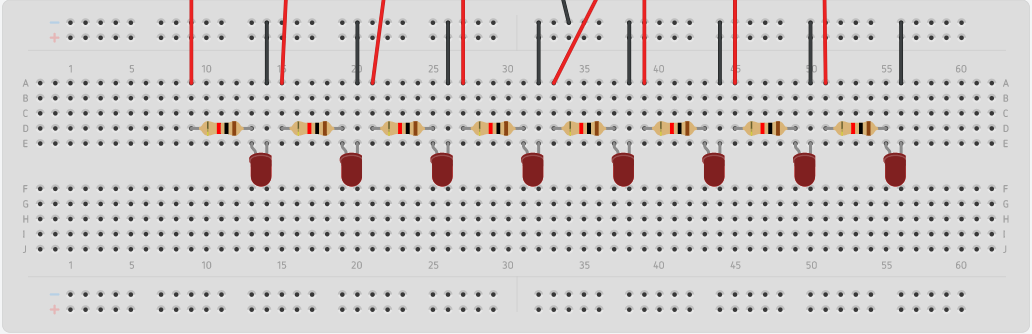 −
+
1 5 10 15 20 25 30 35 40 45 50 55 60
A A
B B
C C
D D
E E
F F
G G
H H
I I
J J
1 5 10 15 20 25 30 35 40 45 50 55 60
−
+